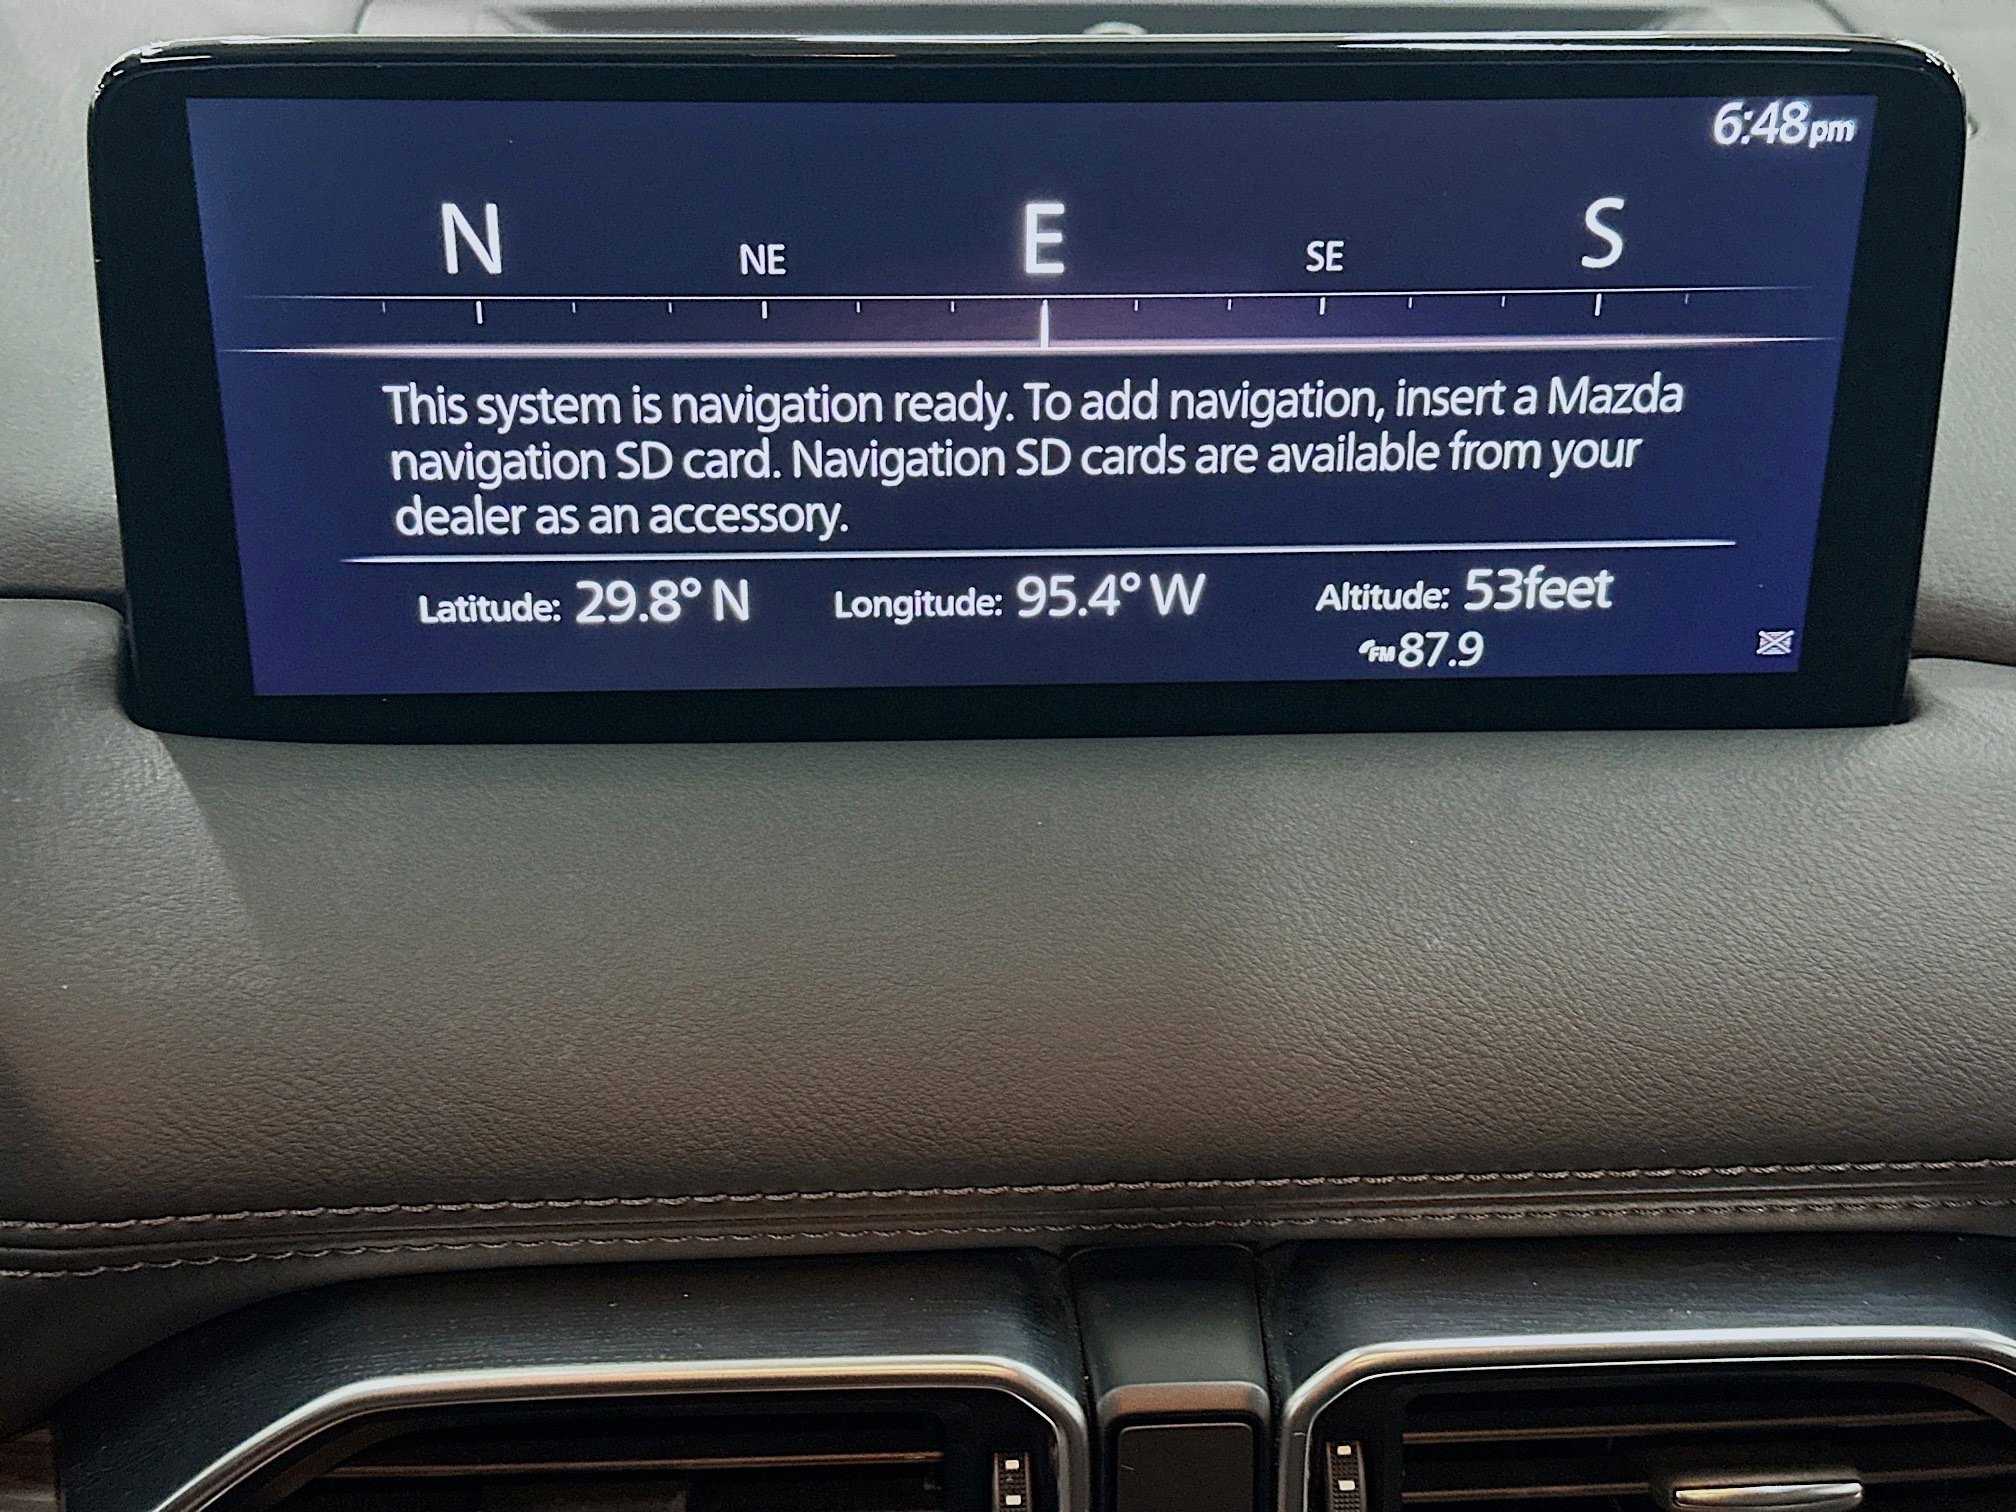 6:48pm
N NE E SE S
This system is navigation ready. To add navigation, insert a Mazda
navigation SD card. Navigation SD cards are available from your
dealer as an accessory.
Latitude: 29.8° N Longitude: 95.4° W Altitude: 53feet
FM 87.9